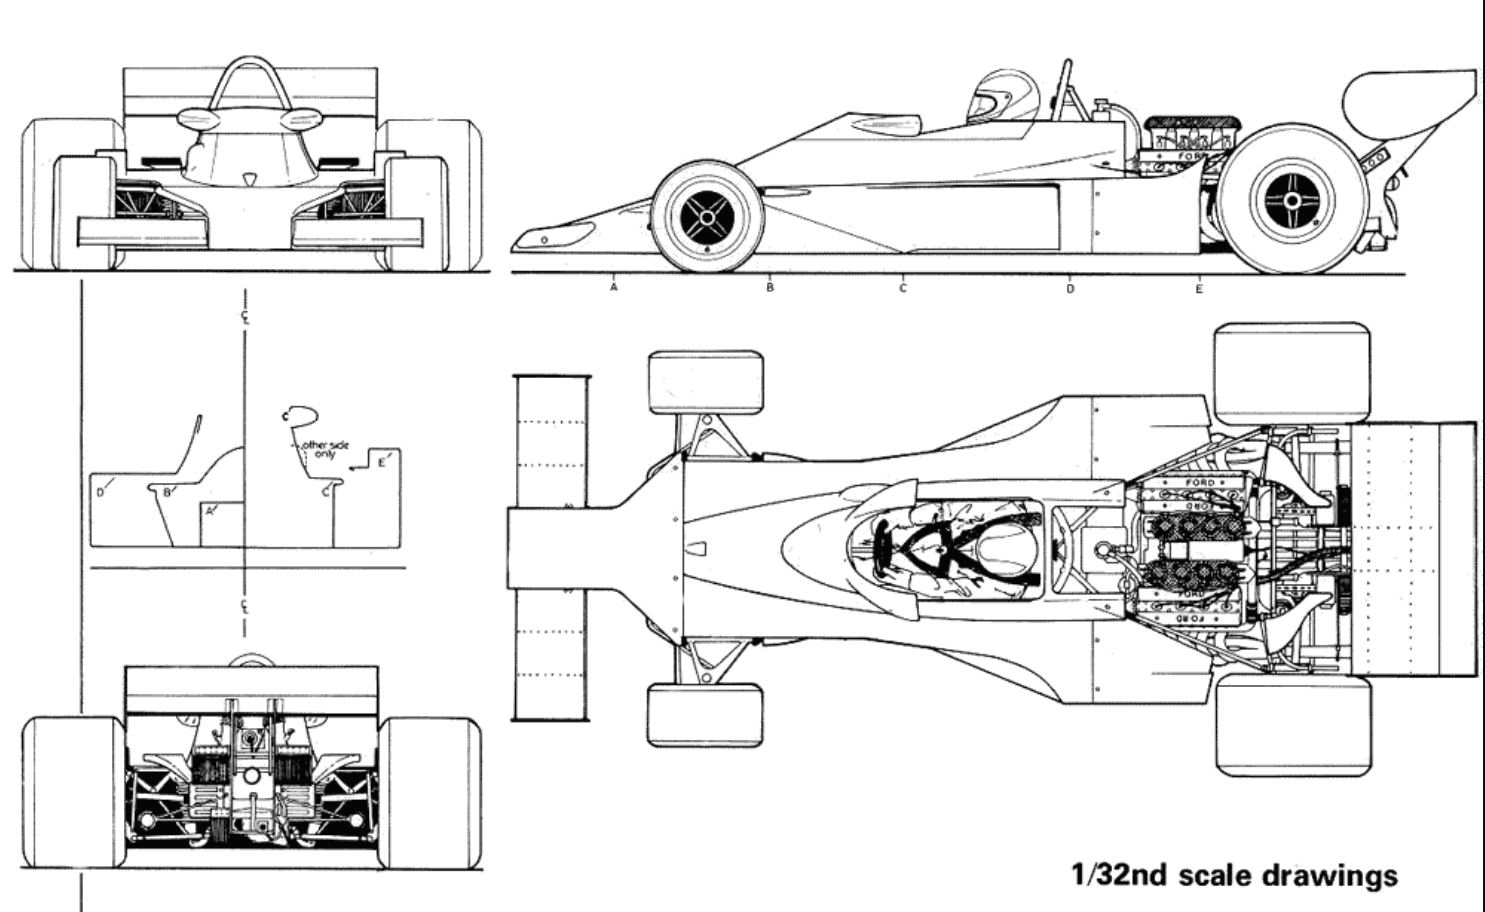 FORD
A B C D E
℄
C
other side
only
E
D
B
C
A
FORD
FORD
℄
FORD
FORD
1/32nd scale drawings